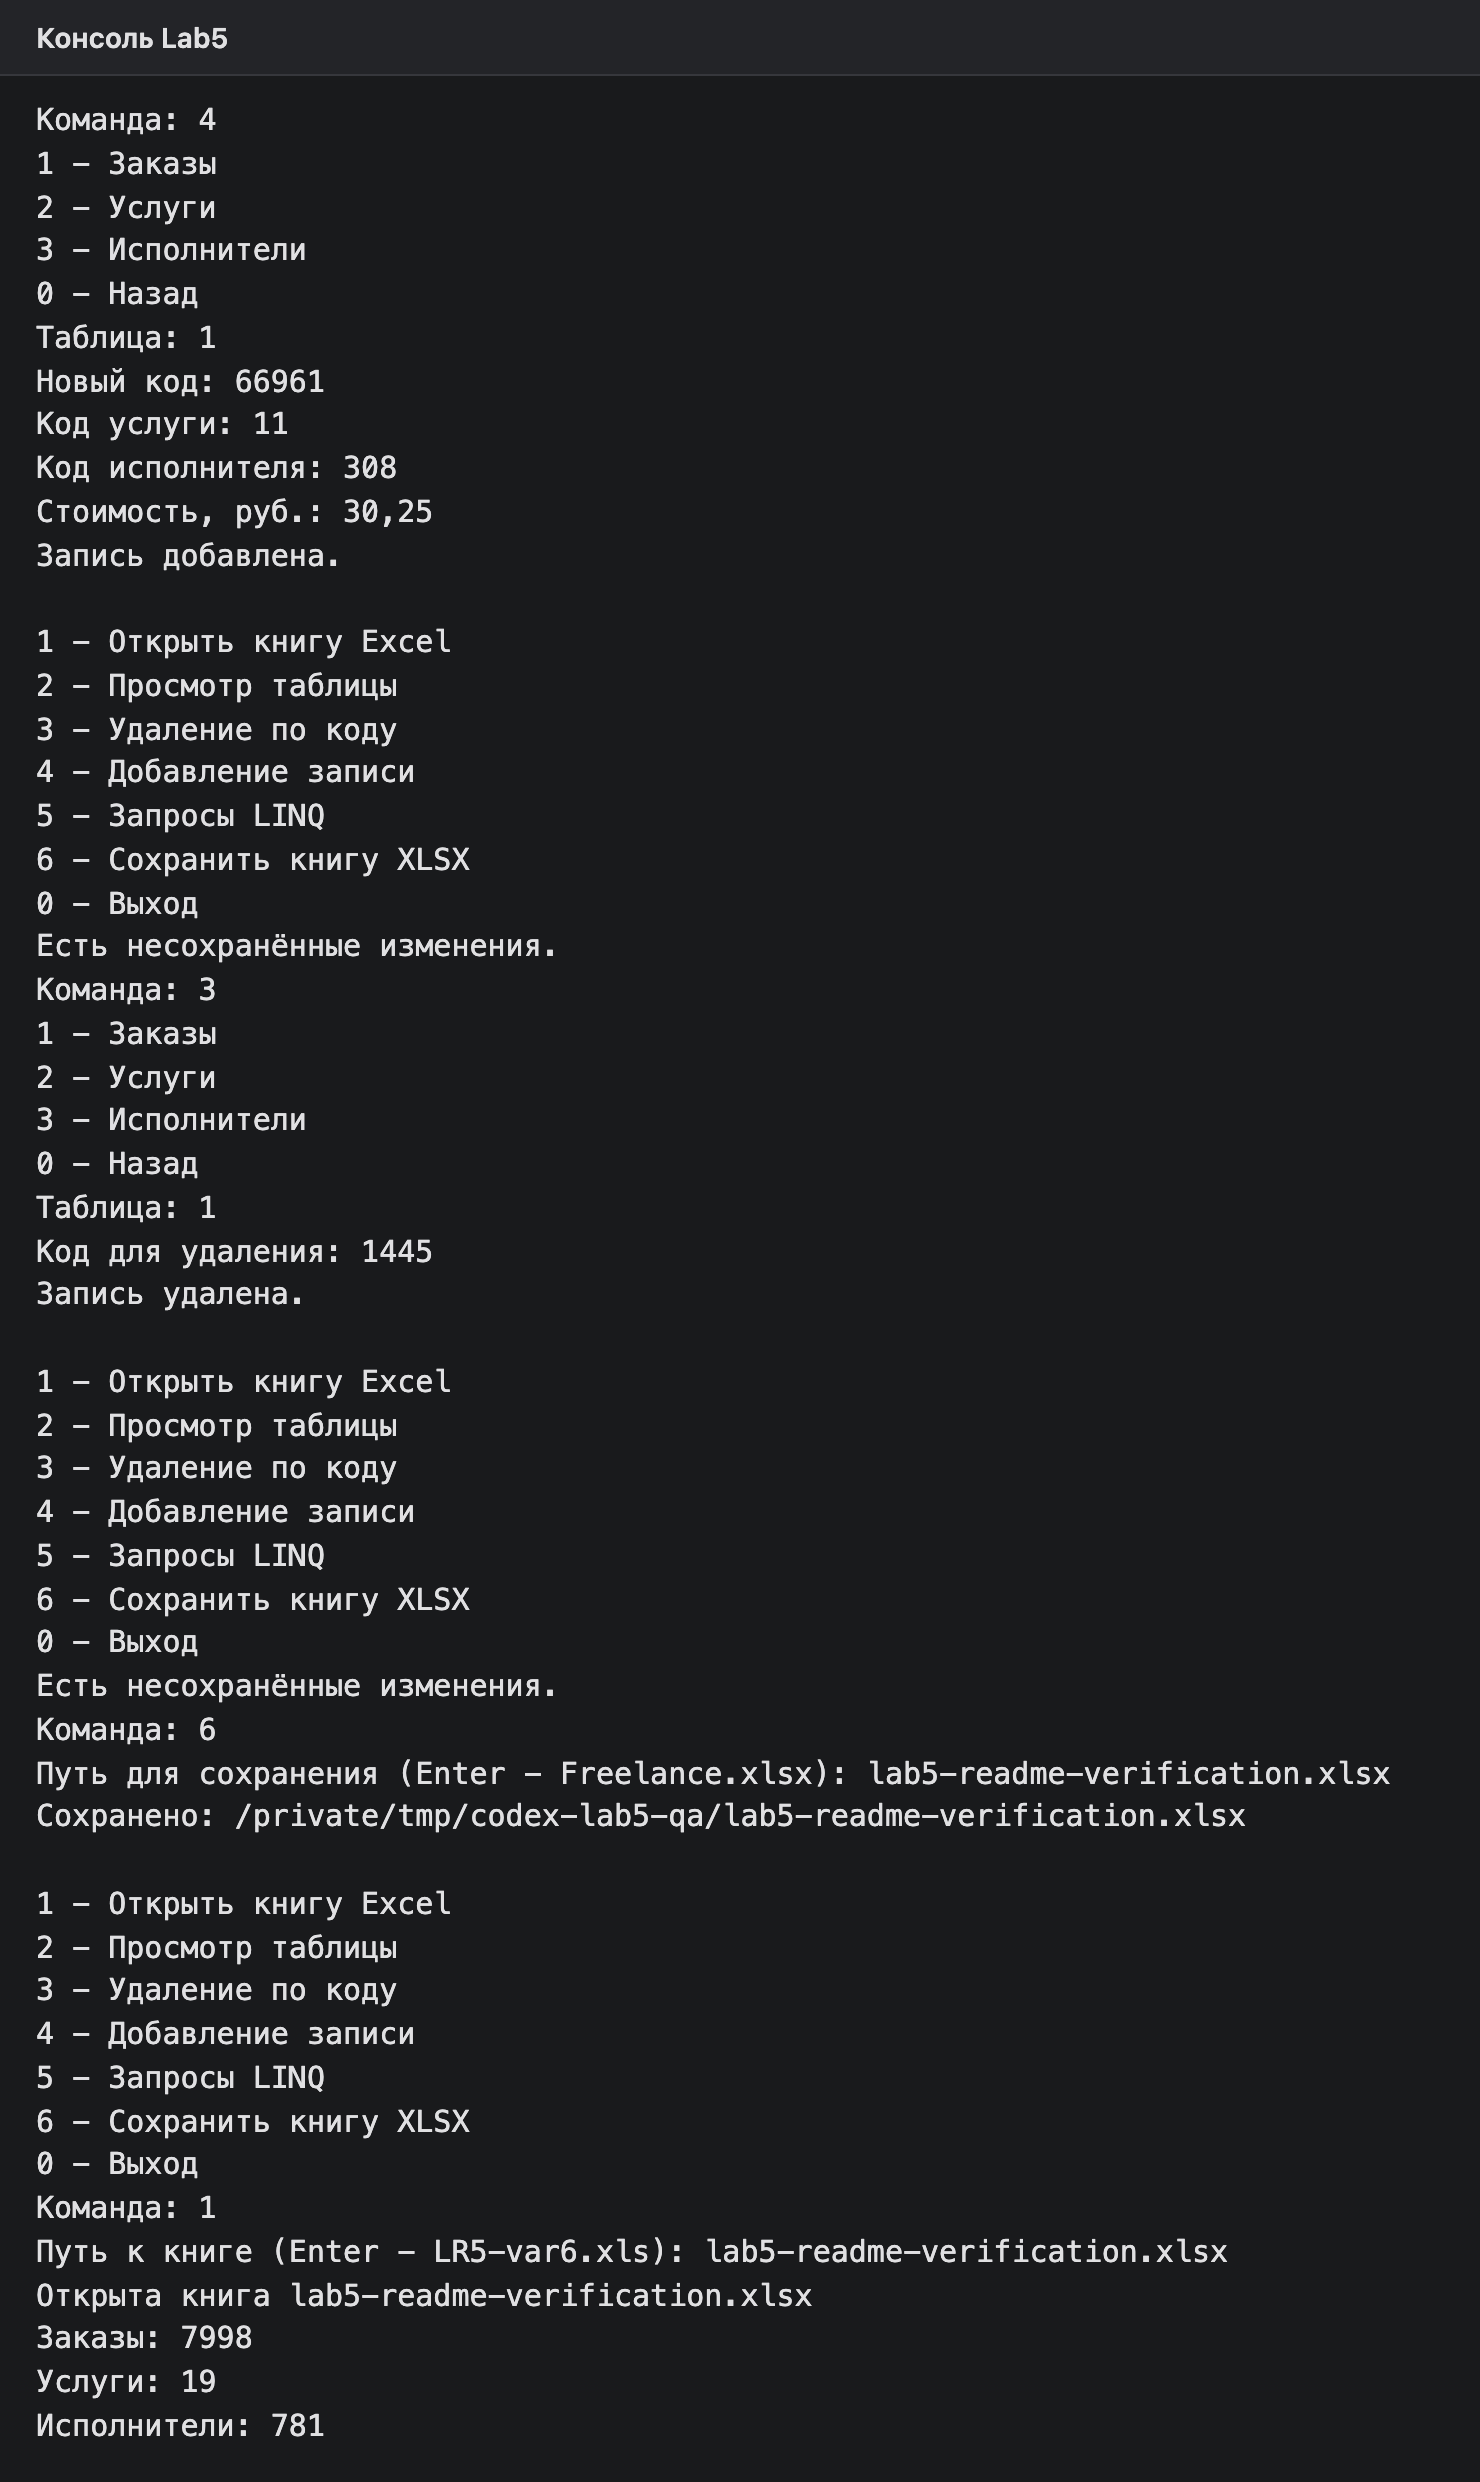 Консоль Lab5
Команда: 4
1 – Заказы
2 – Услуги
3 – Исполнители
0 – Назад
Таблица: 1
Новый код: 66961
Код услуги: 11
Код исполнителя: 308
Стоимость, руб.: 30,25
Запись добавлена.
1 – Открыть книгу Excel
2 – Просмотр таблицы
3 – Удаление по коду
4 – Добавление записи
5 – Запросы LINQ
6 – Сохранить книгу XLSX
0 – Выход
Есть несохранённые изменения.
Команда: 3
1 – Заказы
2 – Услуги
3 – Исполнители
0 – Назад
Таблица: 1
Код для удаления: 1445
Запись удалена.
1 – Открыть книгу Excel
2 – Просмотр таблицы
3 – Удаление по коду
4 – Добавление записи
5 – Запросы LINQ
6 – Сохранить книгу XLSX
0 – Выход
Есть несохранённые изменения.
Команда: 6
Путь для сохранения (Enter – Freelance.xlsx): lab5-readme-verification.xlsx
Сохранено: /private/tmp/codex-lab5-qa/lab5-readme-verification.xlsx
1 – Открыть книгу Excel
2 – Просмотр таблицы
3 – Удаление по коду
4 – Добавление записи
5 – Запросы LINQ
6 – Сохранить книгу XLSX
0 – Выход
Команда: 1
Путь к книге (Enter – LR5-var6.xls): lab5-readme-verification.xlsx
Открыта книга lab5-readme-verification.xlsx
Заказы: 7998
Услуги: 19
Исполнители: 781